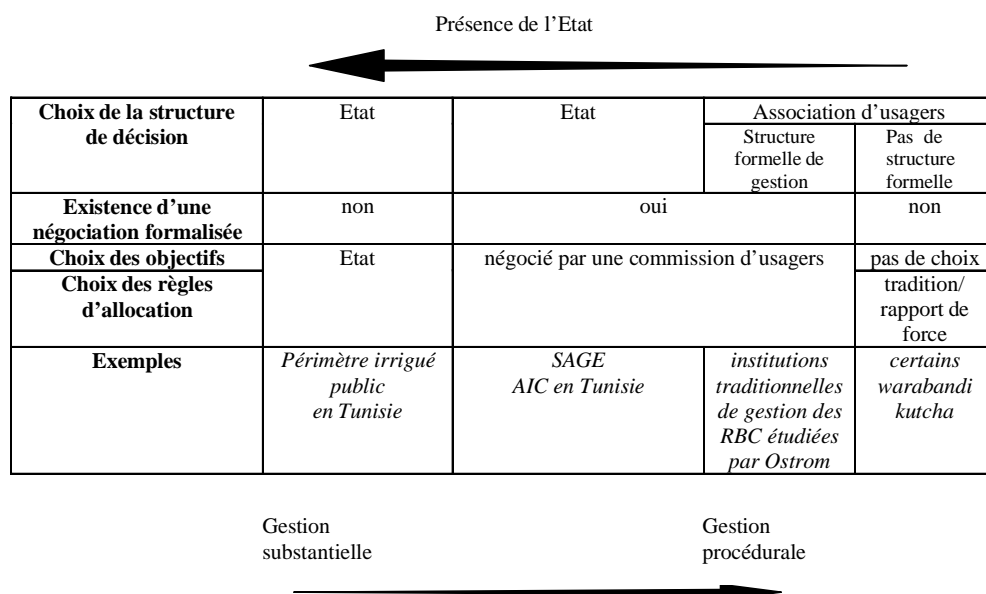 Présence de l'Etat
Choix de la structure
de décision
Etat
Etat
Association d'usagers
Structure
formelle de
gestion
Pas de
structure
formelle
Existence d'une
négociation formalisée
non
oui
non
Choix des objectifs
Choix des règles
d'allocation
Etat
négocié par une commission d'usagers
pas de choix
tradition/
rapport de
force
Exemples
Périmètre irrigué
public
en Tunisie
SAGE
AIC en Tunisie
institutions
traditionnelles
de gestion des
RBC étudiées
par Ostrom
certains
warabandi
kutcha
Gestion
substantielle
Gestion
procédurale